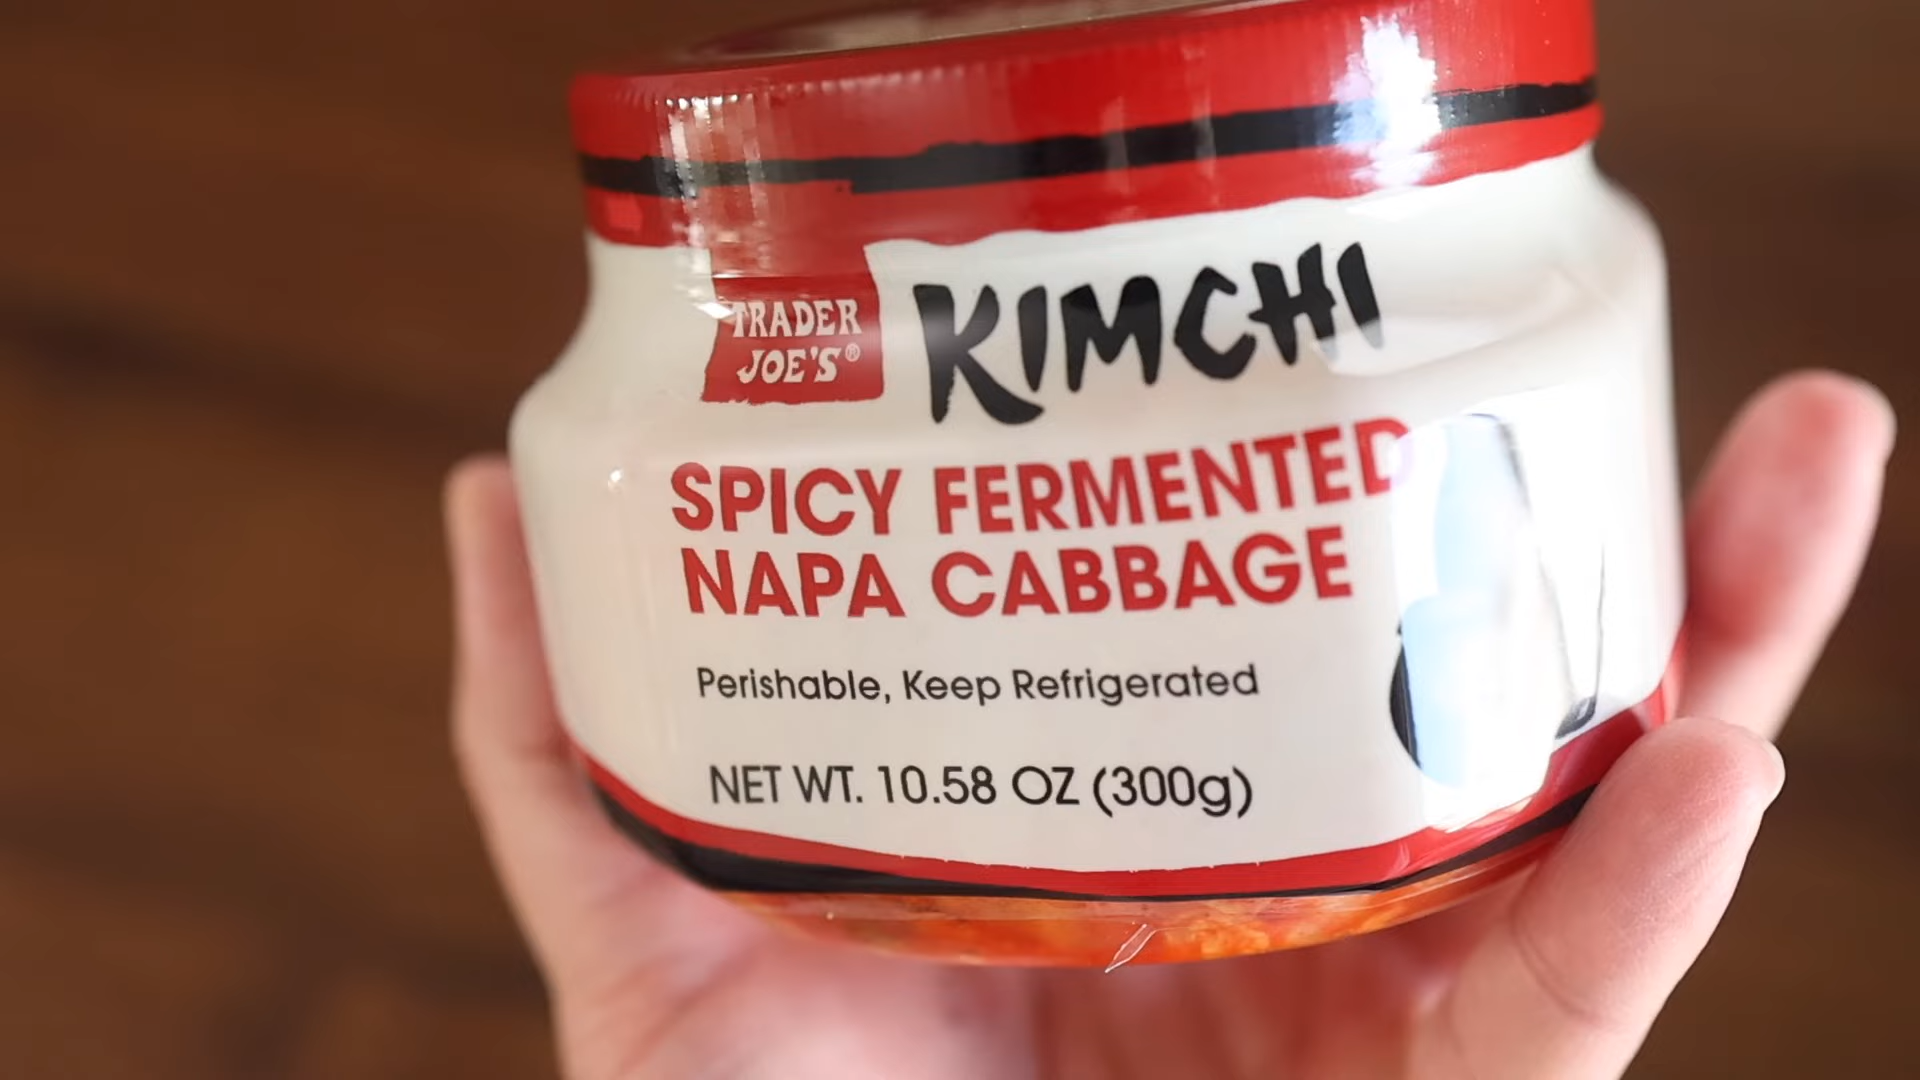 TRADER
JOE'S®
KIMCHI
SPICY FERMENTED
NAPA CABBAGE
Perishable, Keep Refrigerated
NET WT. 10.58 OZ (300g)